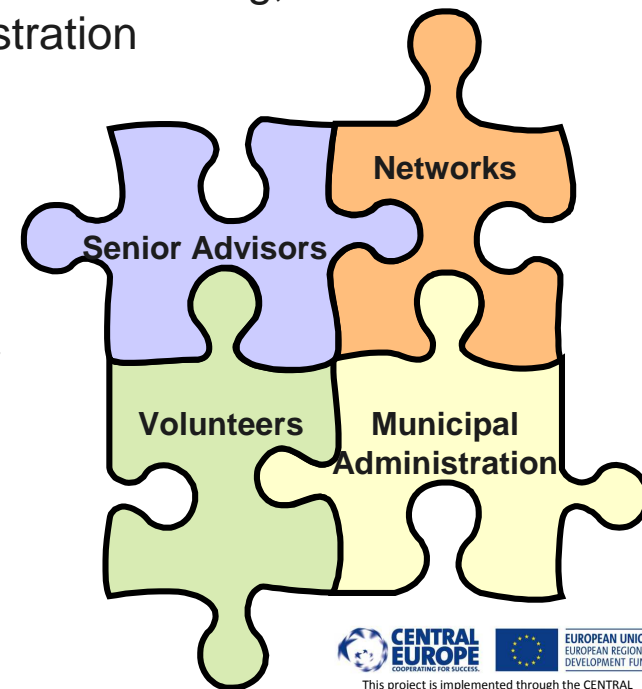 stration
Networks
Senior Advisors
Volunteers
Municipal
Administration
CENTRAL
EUROPE
COOPERATING FOR SUCCESS.
EUROPEAN UNIO
EUROPEAN REGION
DEVELOPMENT FUN
This project is implemented through the CENTRAL